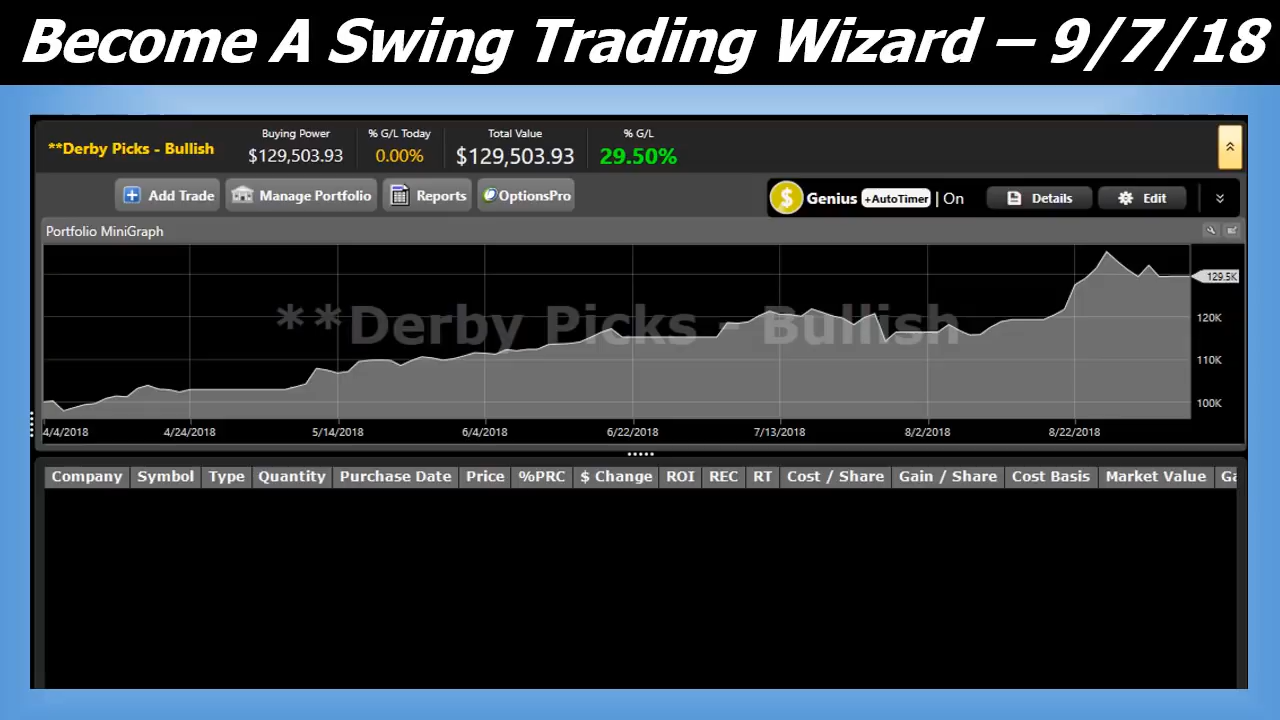 Become A Swing Trading Wizard – 9/7/18
**Derby Picks - Bullish
Buying Power
$129,503.93
% G/L Today
0.00%
Total Value
$129,503.93
% G/L
29.50%
Add Trade
Manage Portfolio
Reports
OptionsPro
Genius +AutoTimer | On
Details
Edit
Portfolio MiniGraph
**Derby Picks - Bullish
129.5K
120K
110K
100K
4/4/2018 4/24/2018 5/14/2018 6/4/2018 6/22/2018 7/13/2018 8/2/2018 8/22/2018
Company Symbol Type Quantity Purchase Date Price %PRC $ Change ROI REC RT Cost / Share Gain / Share Cost Basis Market Value Ga